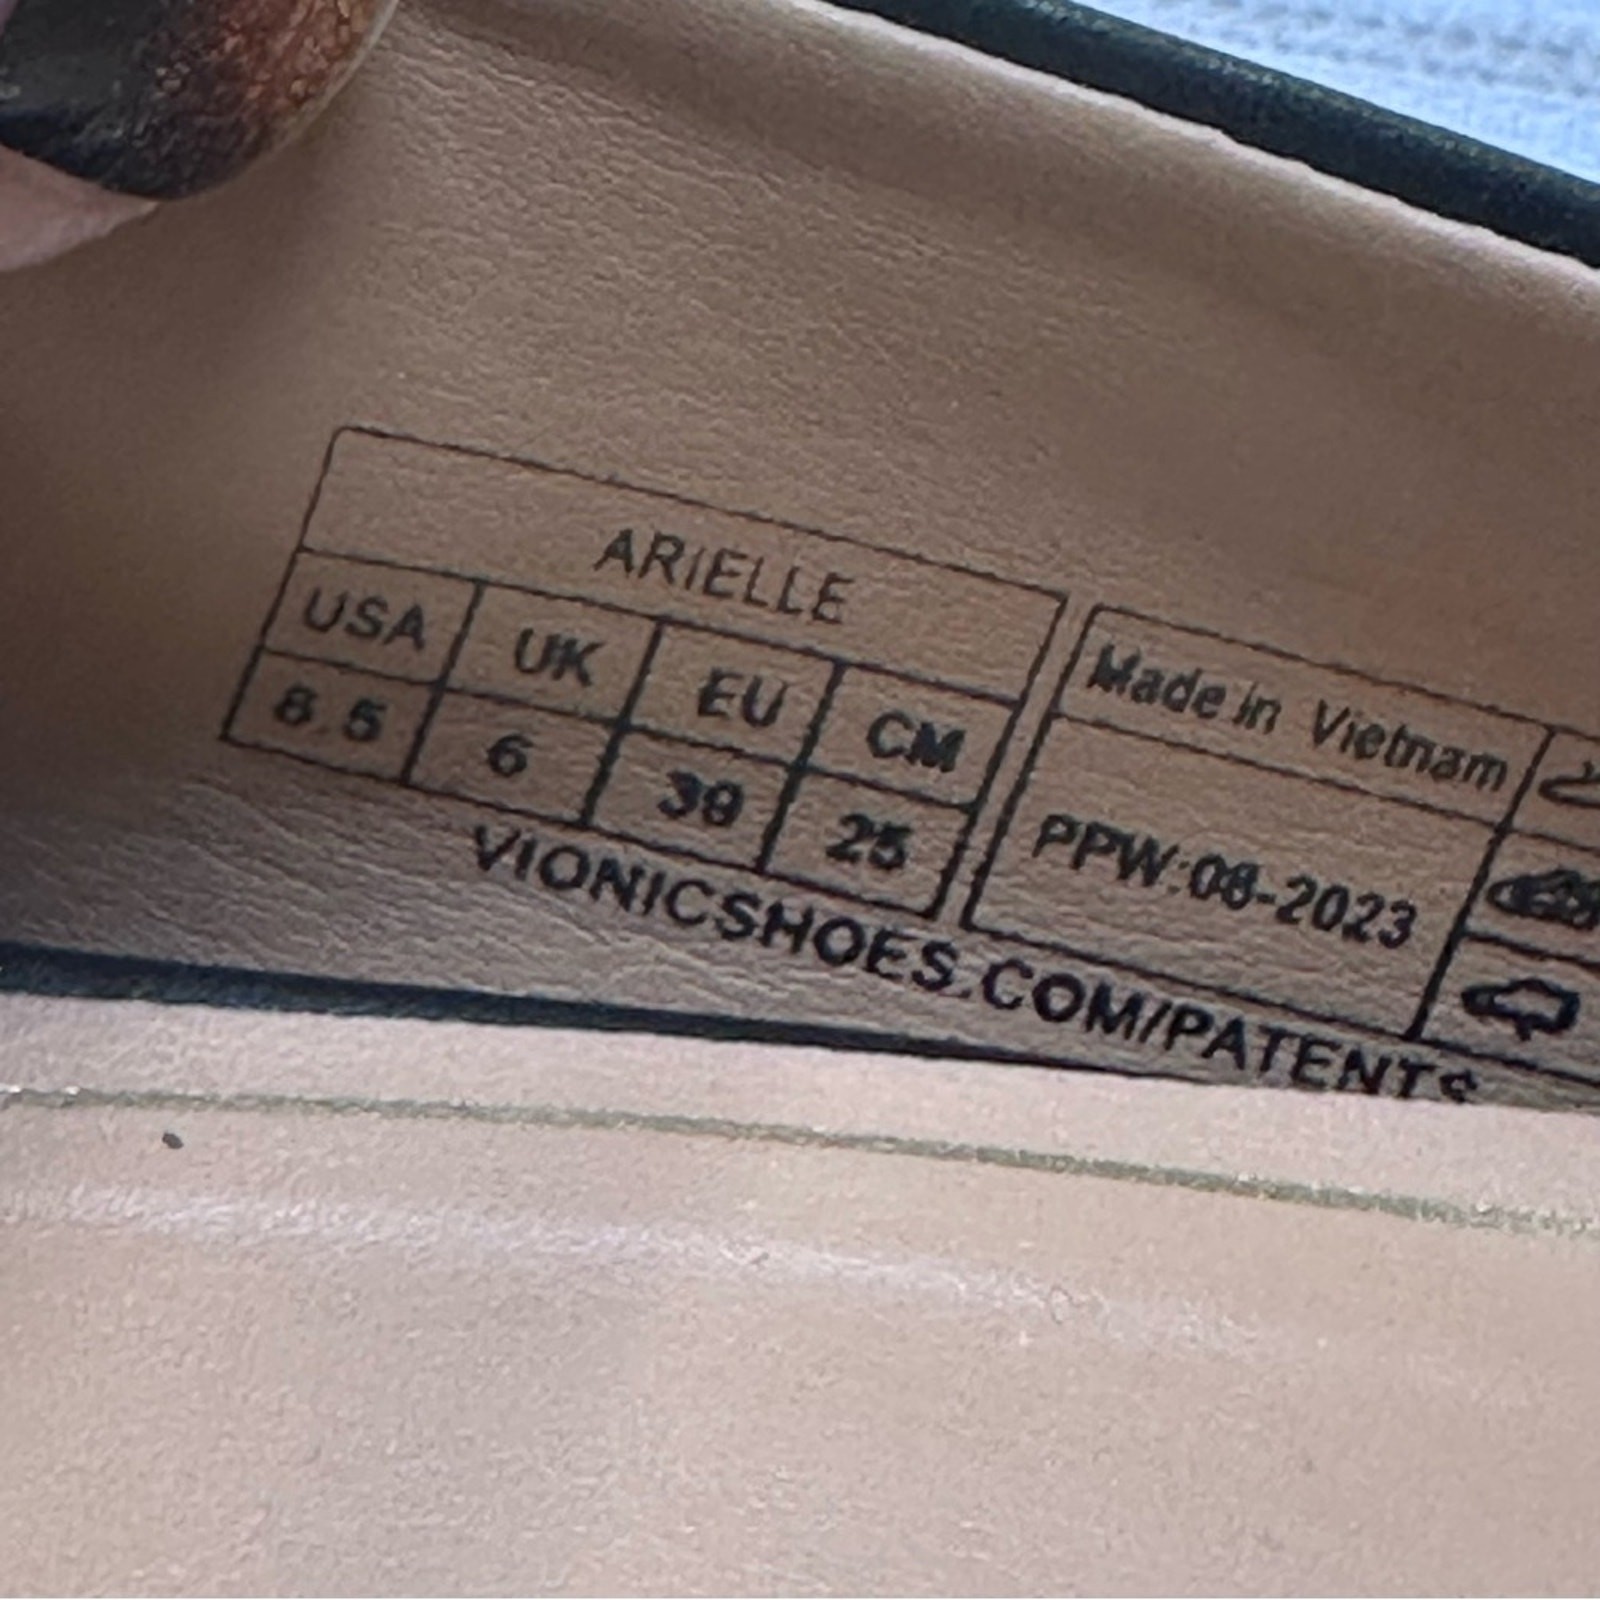 ARIELLE
USA UK EU CM
8.5 6 39 25
Made in Vietnam
PPW:08-2023
VIONICSHOES.COM/PATENTS